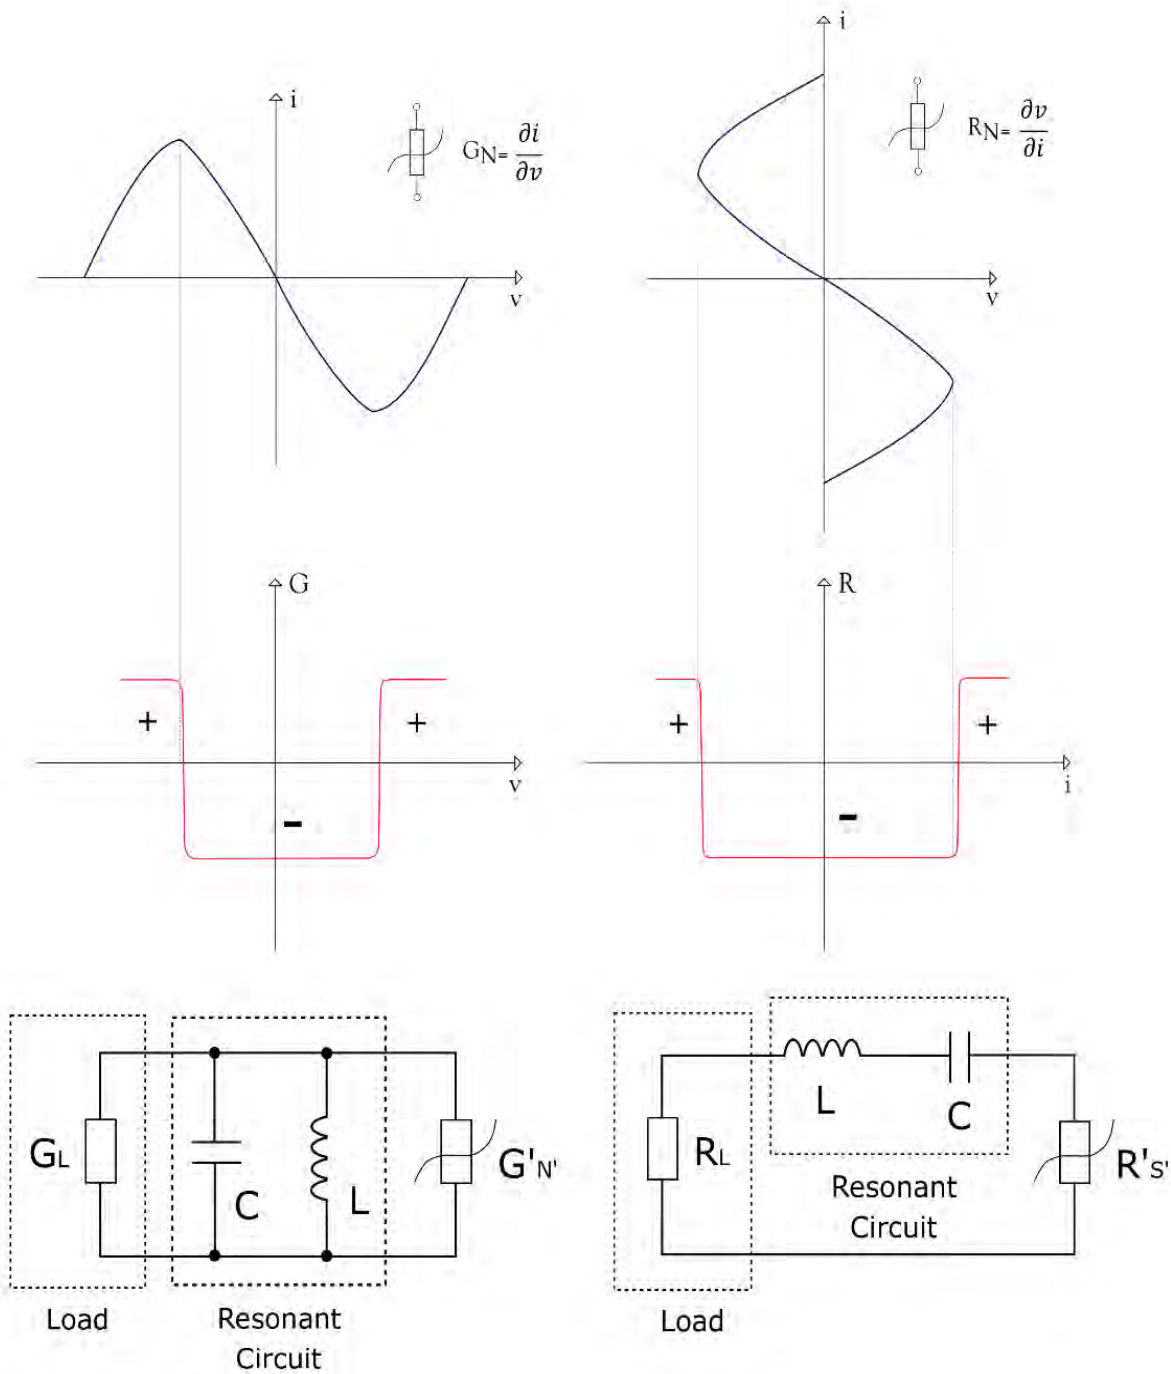 i
i
G_N= ∂i/∂v
R_N= ∂v/∂i
v
v
G
R
+
+
+
+
-
-
v
i
G_L
C
L
G'_N'
Resonant
Circuit
Load
R_L
L
C
R'_S'
Resonant
Circuit
Load